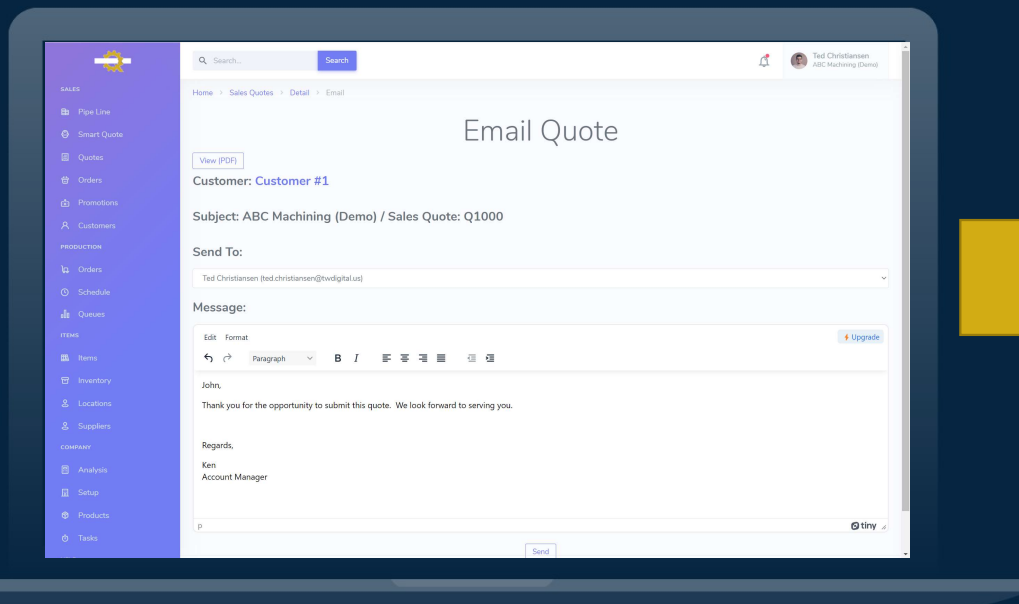 Search...
Search
Ted Christiansen
ABC Machining (Demo)
SALES
Pipe Line
Smart Quote
Quotes
Orders
Promotions
Customers
PRODUCTION
Orders
Schedule
Queues
ITEMS
Items
Inventory
Locations
Suppliers
COMPANY
Analysis
Setup
Products
Tasks
Home > Sales Quotes > Detail > Email
Email Quote
View (PDF)
Customer: Customer #1
Subject: ABC Machining (Demo) / Sales Quote: Q1000
Send To:
Ted Christiansen (ted.christiansen@twdigital.us)
Message:
Edit Format
Upgrade
Paragraph B I
John,
Thank you for the opportunity to submit this quote. We look forward to serving you.
Regards,
Ken
Account Manager
p
tiny
Send